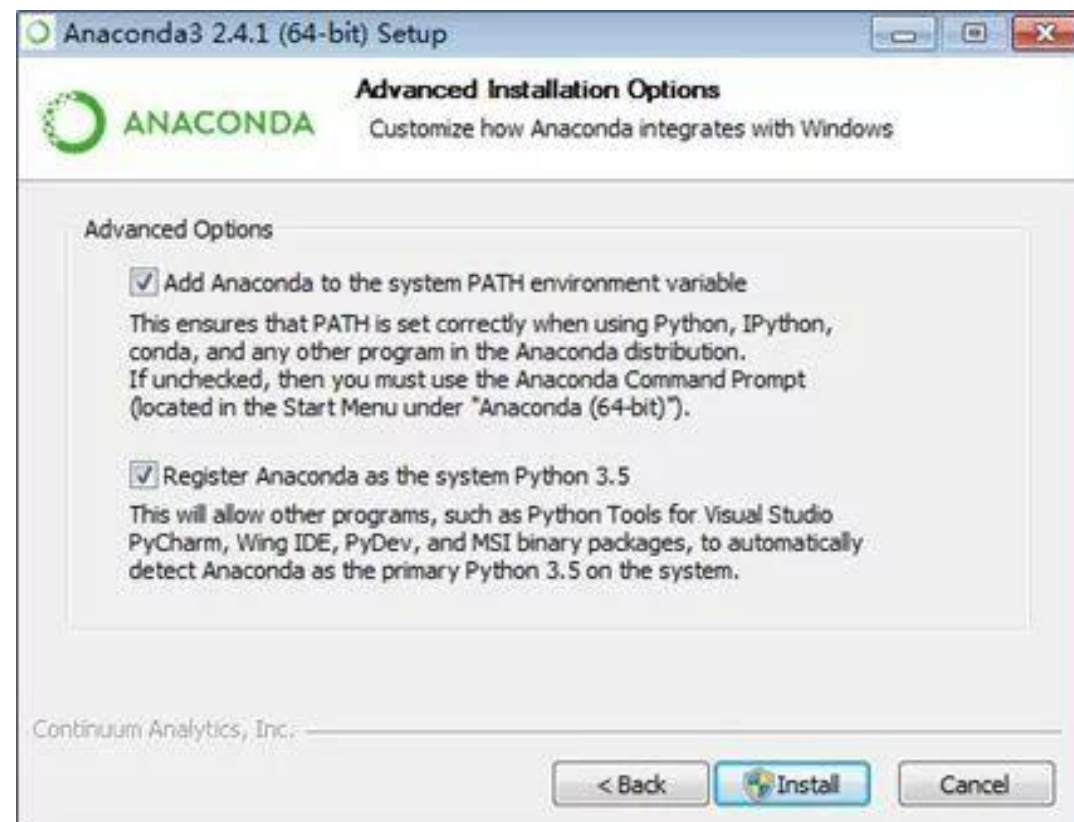 Anaconda3 2.4.1 (64-bit) Setup
ANACONDA
Advanced Installation Options
Customize how Anaconda integrates with Windows
Advanced Options
Add Anaconda to the system PATH environment variable
This ensures that PATH is set correctly when using Python, IPython,
conda, and any other program in the Anaconda distribution.
If unchecked, then you must use the Anaconda Command Prompt
(located in the Start Menu under "Anaconda (64-bit)").
Register Anaconda as the system Python 3.5
This will allow other programs, such as Python Tools for Visual Studio
PyCharm, Wing IDE, PyDev, and MSI binary packages, to automatically
detect Anaconda as the primary Python 3.5 on the system.
Continuum Analytics, Inc.
< Back Install Cancel